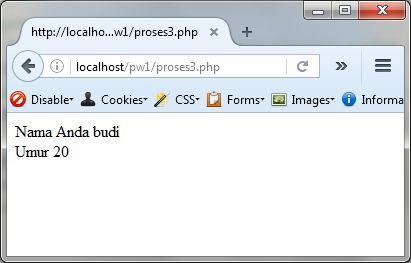 http://localho...w1/proses3.php
localhost/pw1/proses3.php
Disable Cookies CSS Forms Images Informa
Nama Anda budi
Umur 20